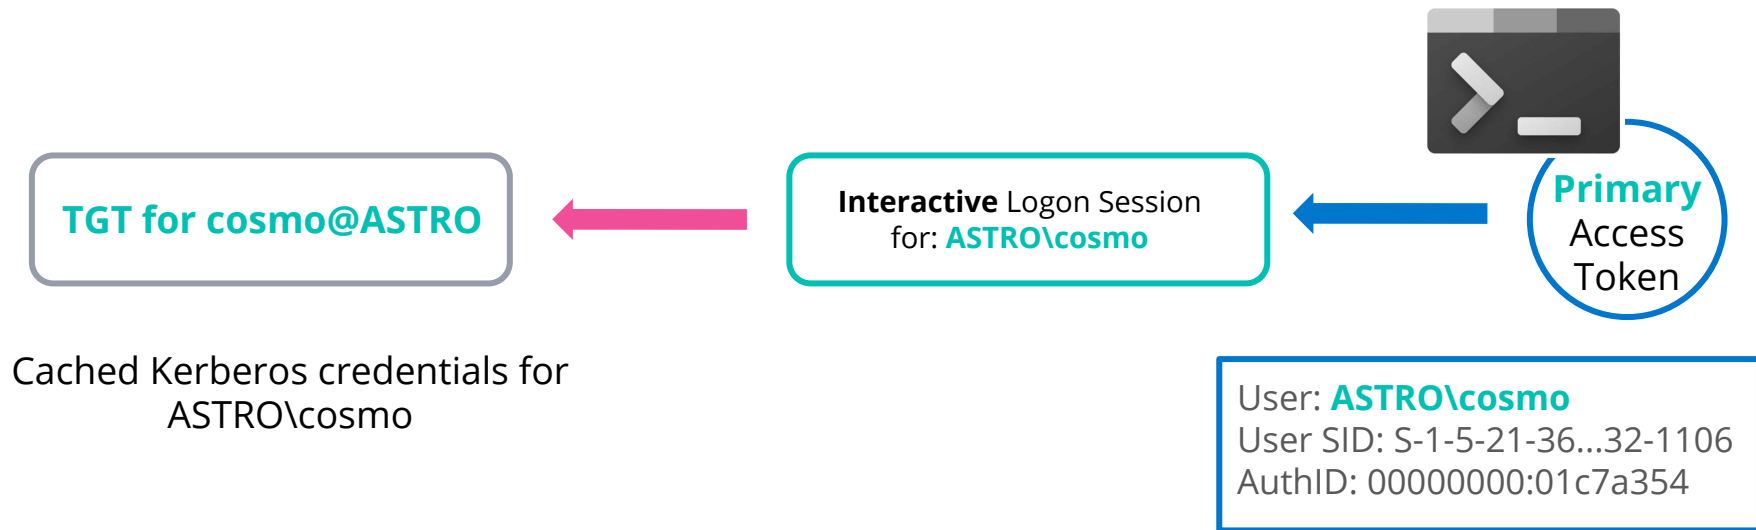 TGT for cosmo@ASTRO
Cached Kerberos credentials for
ASTRO\cosmo
Interactive Logon Session
for: ASTRO\cosmo
Primary
Access
Token
User: ASTRO\cosmo
User SID: S-1-5-21-36...32-1106
AuthID: 00000000:01c7a354